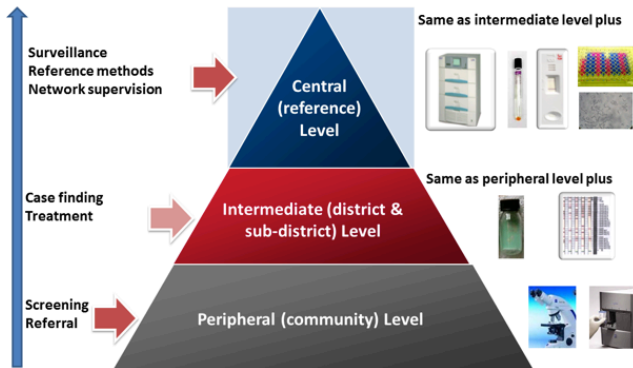 Same as intermediate level plus
Surveillance
Reference methods
Network supervision
Central
(reference)
Level
Same as peripheral level plus
Case finding
Treatment
Intermediate (district &
sub-district) Level
Screening
Referral
Peripheral (community) Level